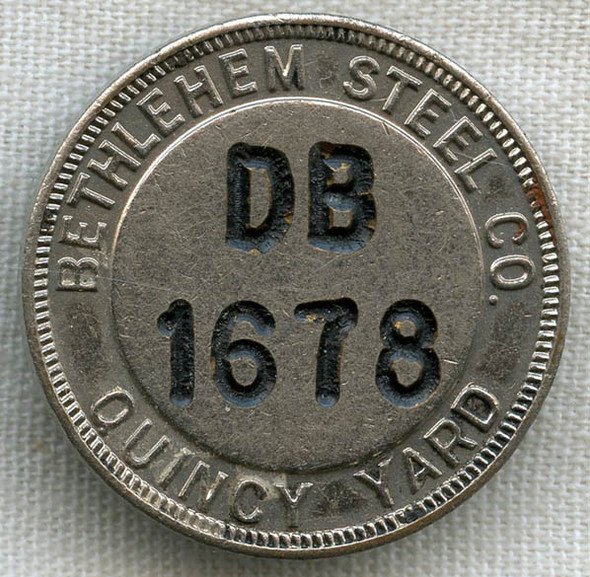 BETHLEHEM STEEL CO.
DB
1678
QUINCY YARD